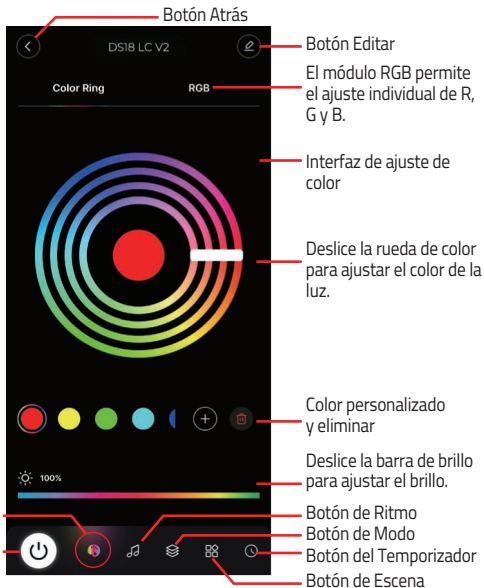 Botón Atrás
DS18 LC V2
Botón Editar
Color Ring
RGB
El módulo RGB permite
el ajuste individual de R,
G y B.
Interfaz de ajuste de
color
Deslice la rueda de color
para ajustar el color de la
luz.
Color personalizado
y eliminar
100%
Deslice la barra de brillo
para ajustar el brillo.
Botón de Ritmo
Botón de Modo
Botón del Temporizador
Botón de Escena